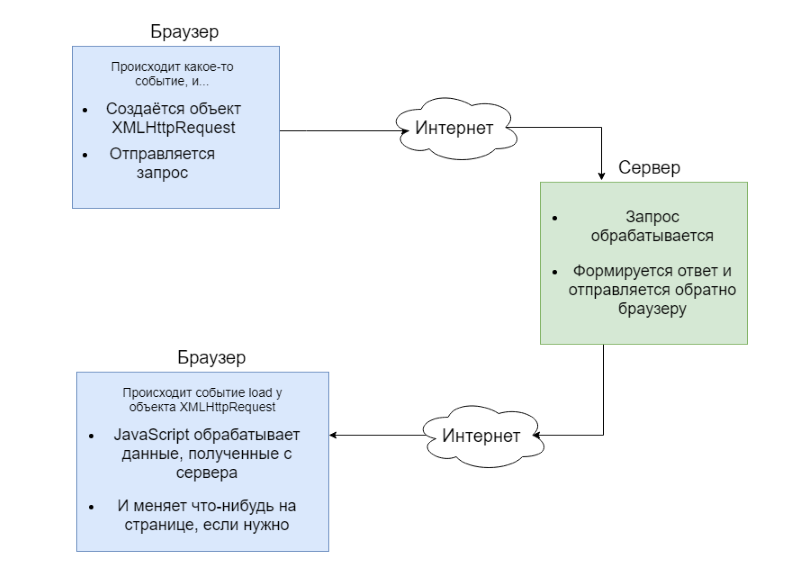 Браузер
Происходит какое-то
событие, и...
• Создаётся объект
XMLHttpRequest
• Отправляется
запрос
Интернет
Сервер
• Запрос
обрабатывается
• Формируется ответ и
отправляется обратно
браузеру
Интернет
Браузер
Происходит событие load у
объекта XMLHttpRequest
• JavaScript обрабатывает
данные, полученные с
сервера
• И меняет что-нибудь на
странице, если нужно